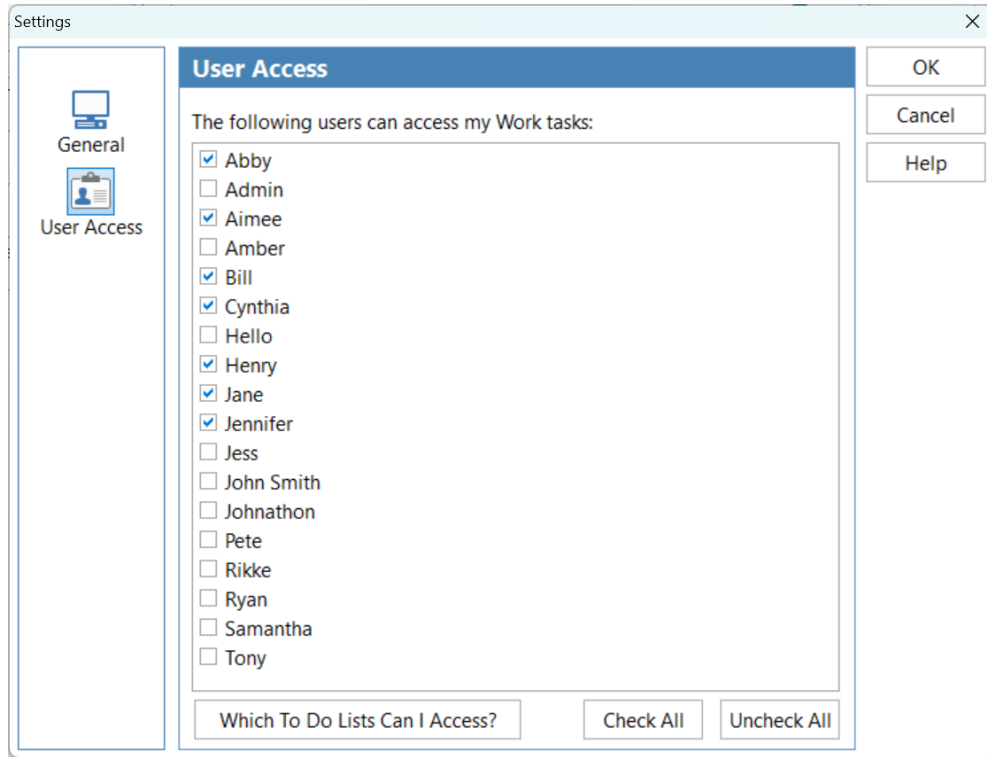 Settings
General
User Access
User Access
The following users can access my Work tasks:
Abby
Admin
Aimee
Amber
Bill
Cynthia
Hello
Henry
Jane
Jennifer
Jess
John Smith
Johnathon
Pete
Rikke
Ryan
Samantha
Tony
Which To Do Lists Can I Access?
Check All
Uncheck All
OK
Cancel
Help